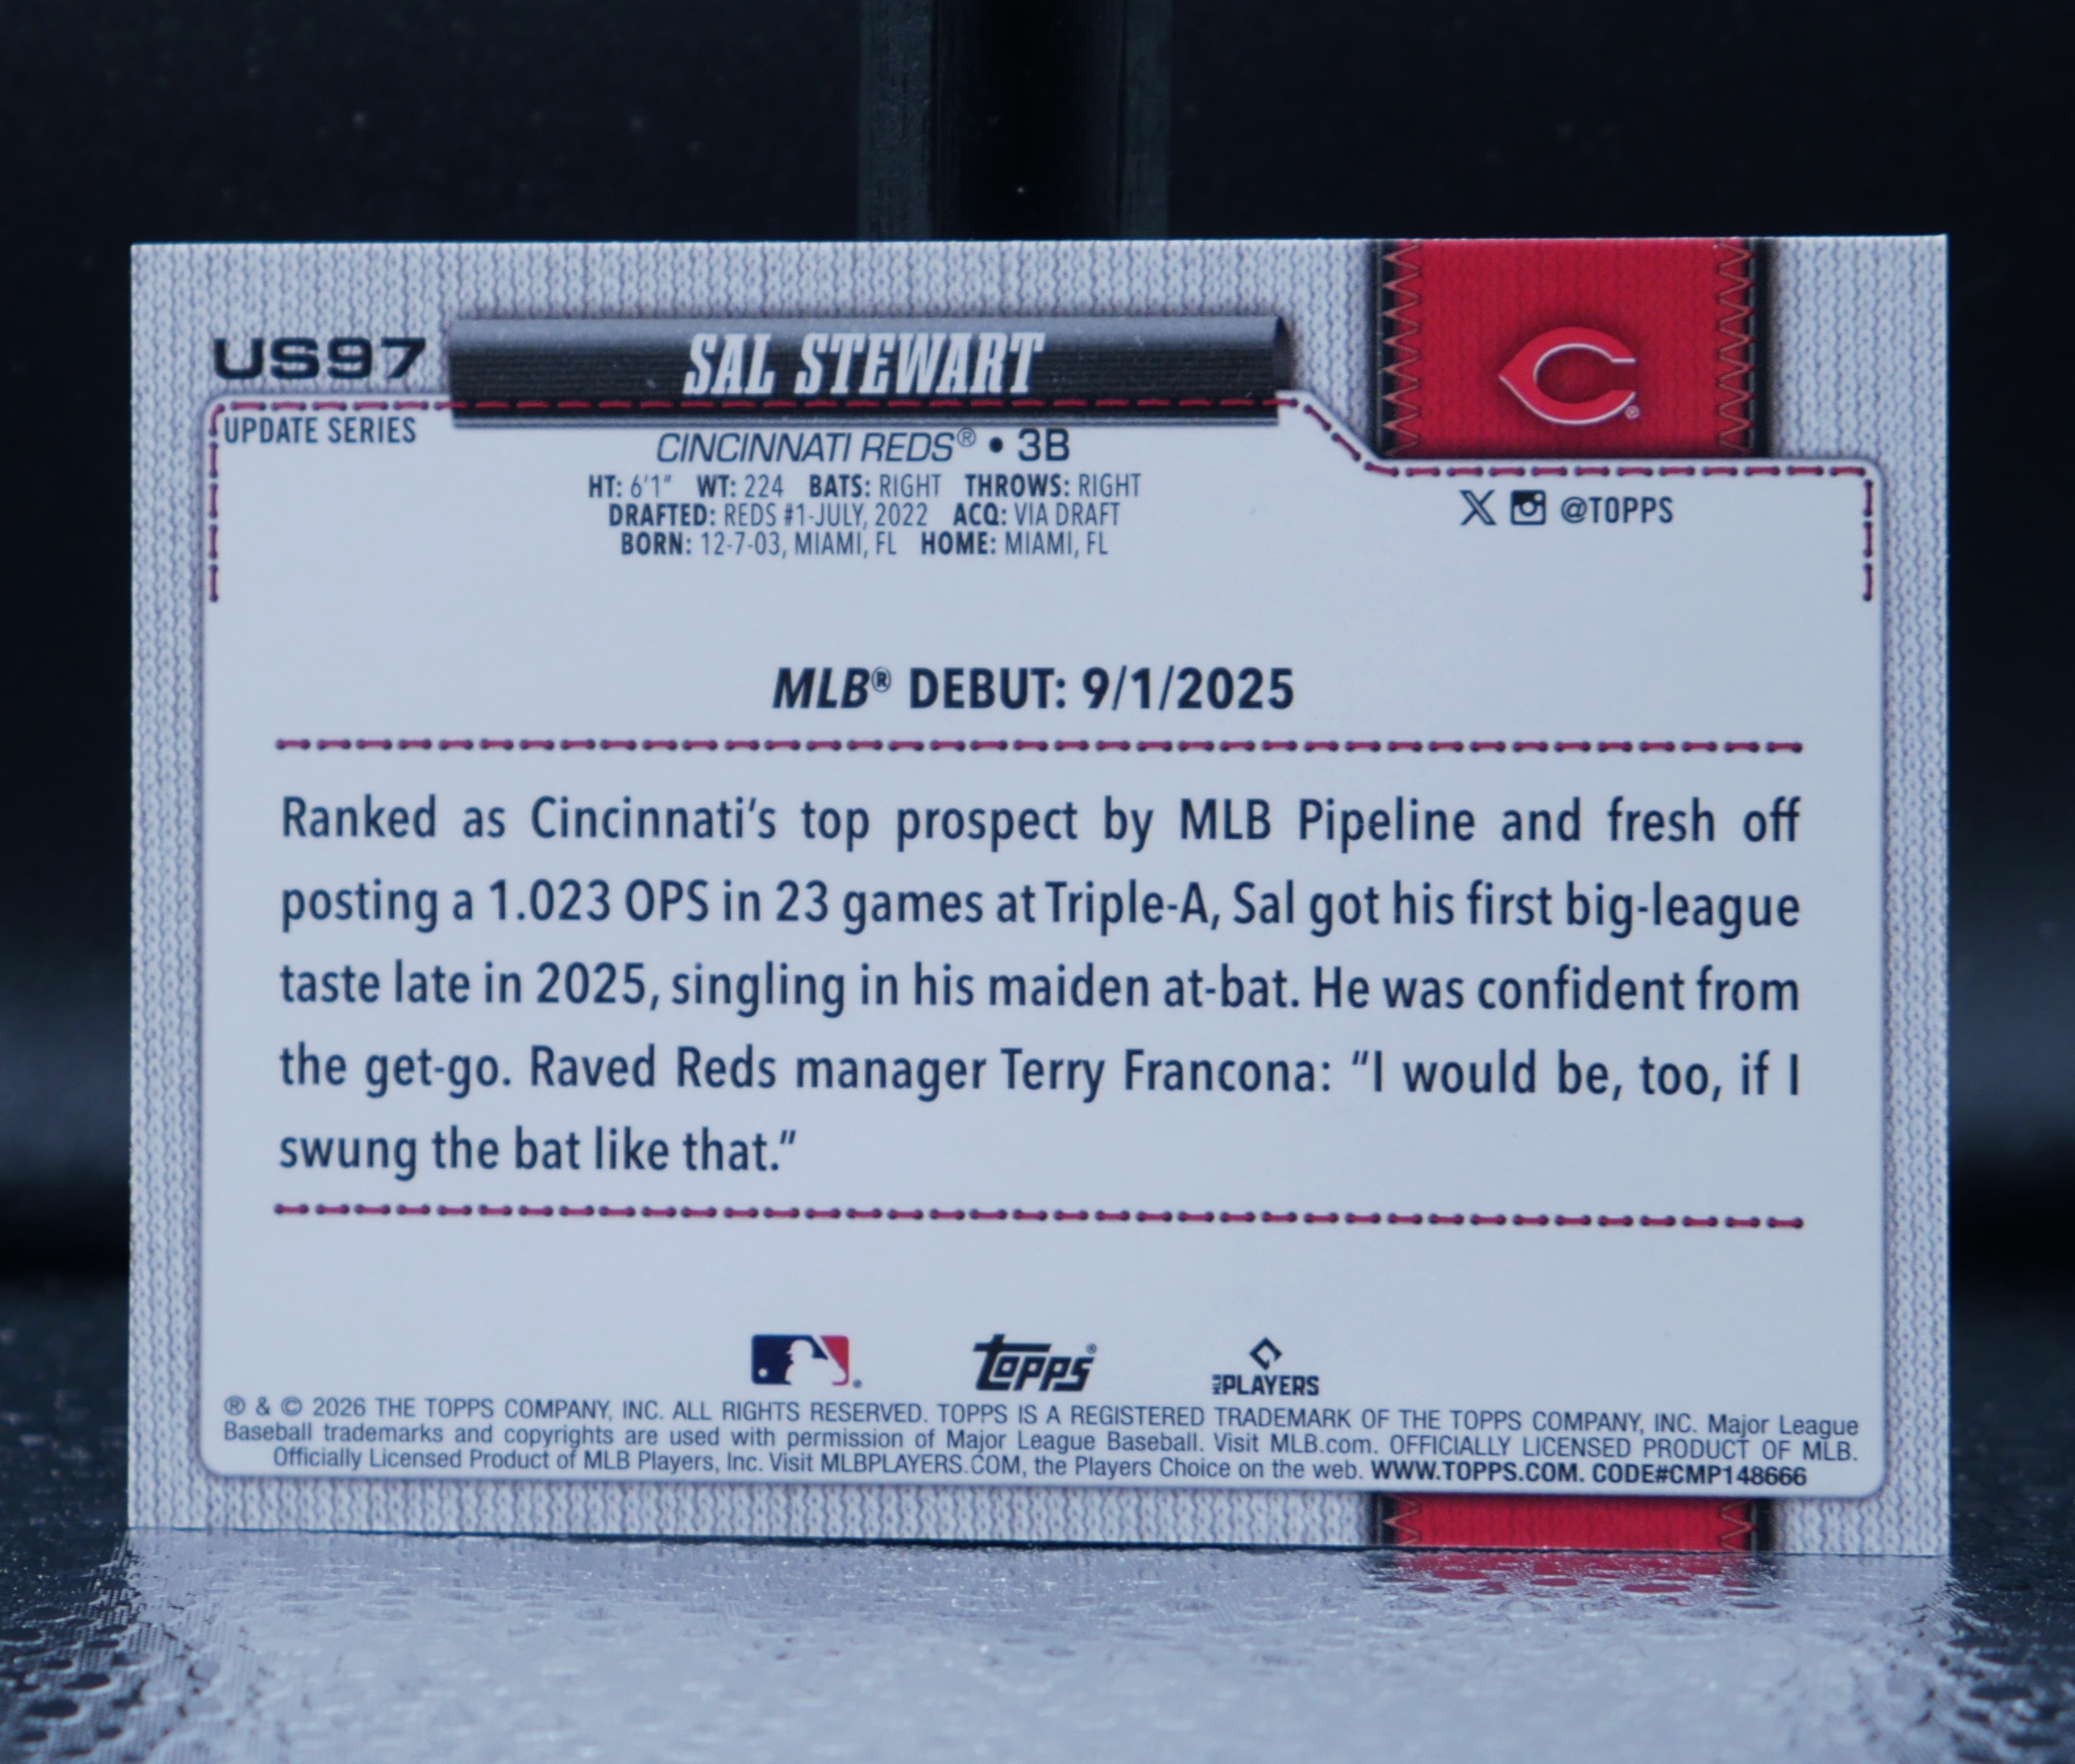 US97
SAL STEWART
UPDATE SERIES
CINCINNATI REDS® • 3B
HT: 6'1" WT: 224 BATS: RIGHT THROWS: RIGHT
DRAFTED: REDS #1-JULY, 2022 ACQ: VIA DRAFT
BORN: 12-7-03, MIAMI, FL HOME: MIAMI, FL
C®
X @TOPPS
MLB® DEBUT: 9/1/2025
Ranked as Cincinnati's top prospect by MLB Pipeline and fresh off
posting a 1.023 OPS in 23 games at Triple-A, Sal got his first big-league
taste late in 2025, singling in his maiden at-bat. He was confident from
the get-go. Raved Reds manager Terry Francona: "I would be, too, if I
swung the bat like that."
topps®
MLB PLAYERS
® & © 2026 THE TOPPS COMPANY, INC. ALL RIGHTS RESERVED. TOPPS IS A REGISTERED TRADEMARK OF THE TOPPS COMPANY, INC. Major League
Baseball trademarks and copyrights are used with permission of Major League Baseball. Visit MLB.com. OFFICIALLY LICENSED PRODUCT OF MLB.
Officially Licensed Product of MLB Players, Inc. Visit MLBPLAYERS.COM, the Players Choice on the web. WWW.TOPPS.COM. CODE#CMP148666